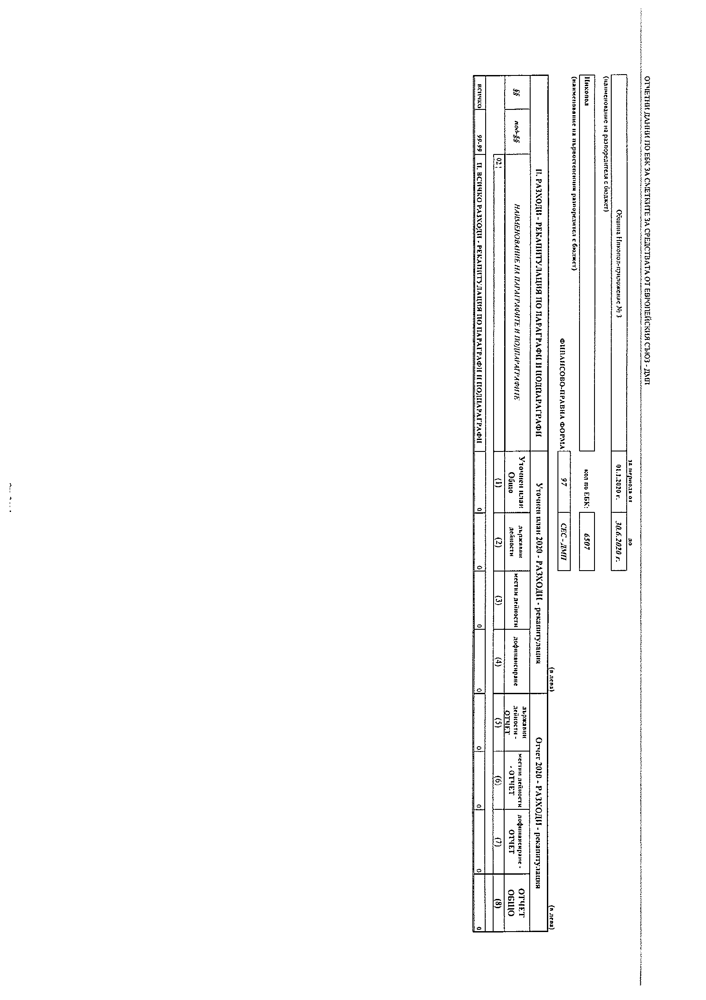 ОТЧЕТНИ ДАННИ ПО ЕБК ЗА СМЕТКИТЕ ЗА СРЕДСТВАТА ОТ ЕВРОПЕЙСКИЯ СЪЮЗ - ДМП
за периода от до
Община Никопол-приложение № 3 01.1.2020 г. 30.6.2020 г.
(наименование на разпоредителя с бюджет)
Никопол код по ЕБК: 6507
(наименование на първостепенния разпоредител с бюджет)
ФИНАНСОВО-ПРАВНА ФОРМА 97 СЕС - ДМП
(в лева) (в лева)
II. РАЗХОДИ - РЕКАПИТУЛАЦИЯ ПО ПАРАГРАФИ И ПОДПАРАГРАФИ Уточнен план 2020 - РАЗХОДИ - рекапитулация Отчет 2020 - РАЗХОДИ - рекапитулация
§§ под-§§ НАИМЕНОВАНИЕ НА ПАРАГРАФИТЕ И ПОДПАРАГРАФИТЕ Уточнен план Общо държавни дейности местни дейности дофинансиране държавни дейности - ОТЧЕТ местни дейности - ОТЧЕТ дофинансиране - ОТЧЕТ ОТЧЕТ ОБЩО
(1) (2) (3) (4) (5) (6) (7) (8)
всичко 99-99 II. ВСИЧКО РАЗХОДИ - РЕКАПИТУЛАЦИЯ ПО ПАРАГРАФИ И ПОДПАРАГРАФИ 0 0 0 0 0 0 0 0